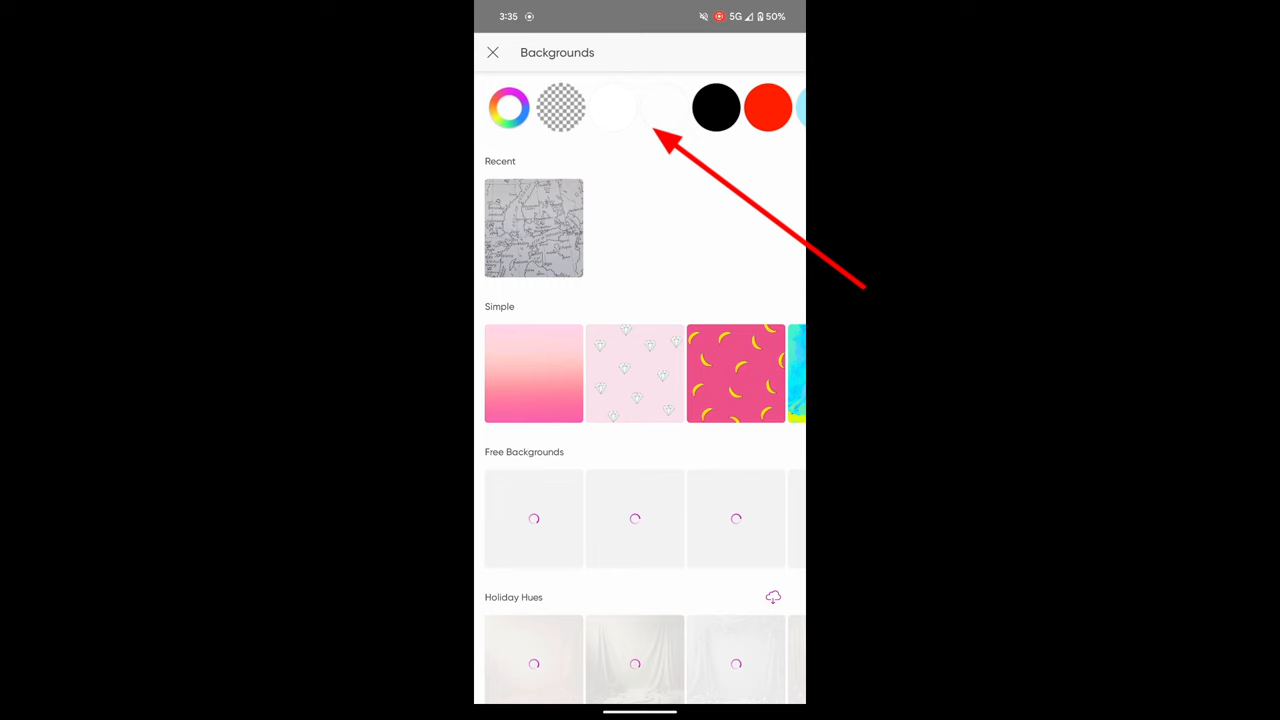 3:35
5G
50%
Backgrounds
Recent
Simple
Free Backgrounds
Holiday Hues